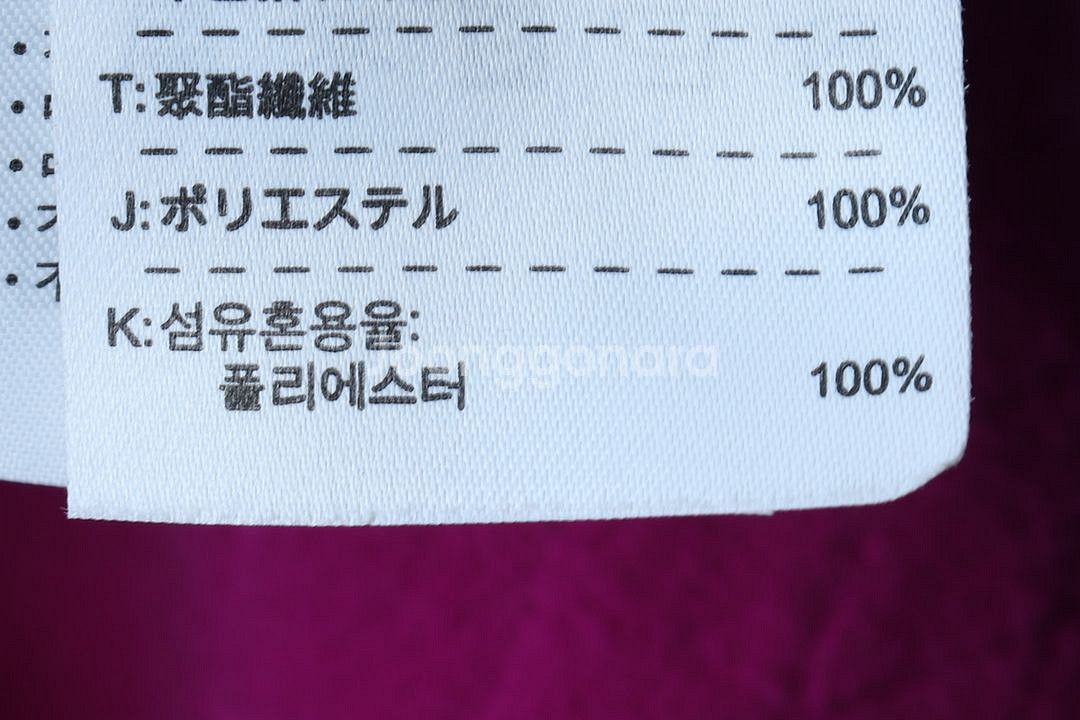 T: 聚酯纖維 100%
J: ポリエステル 100%
K: 섬유혼용율:
폴리에스터 100%